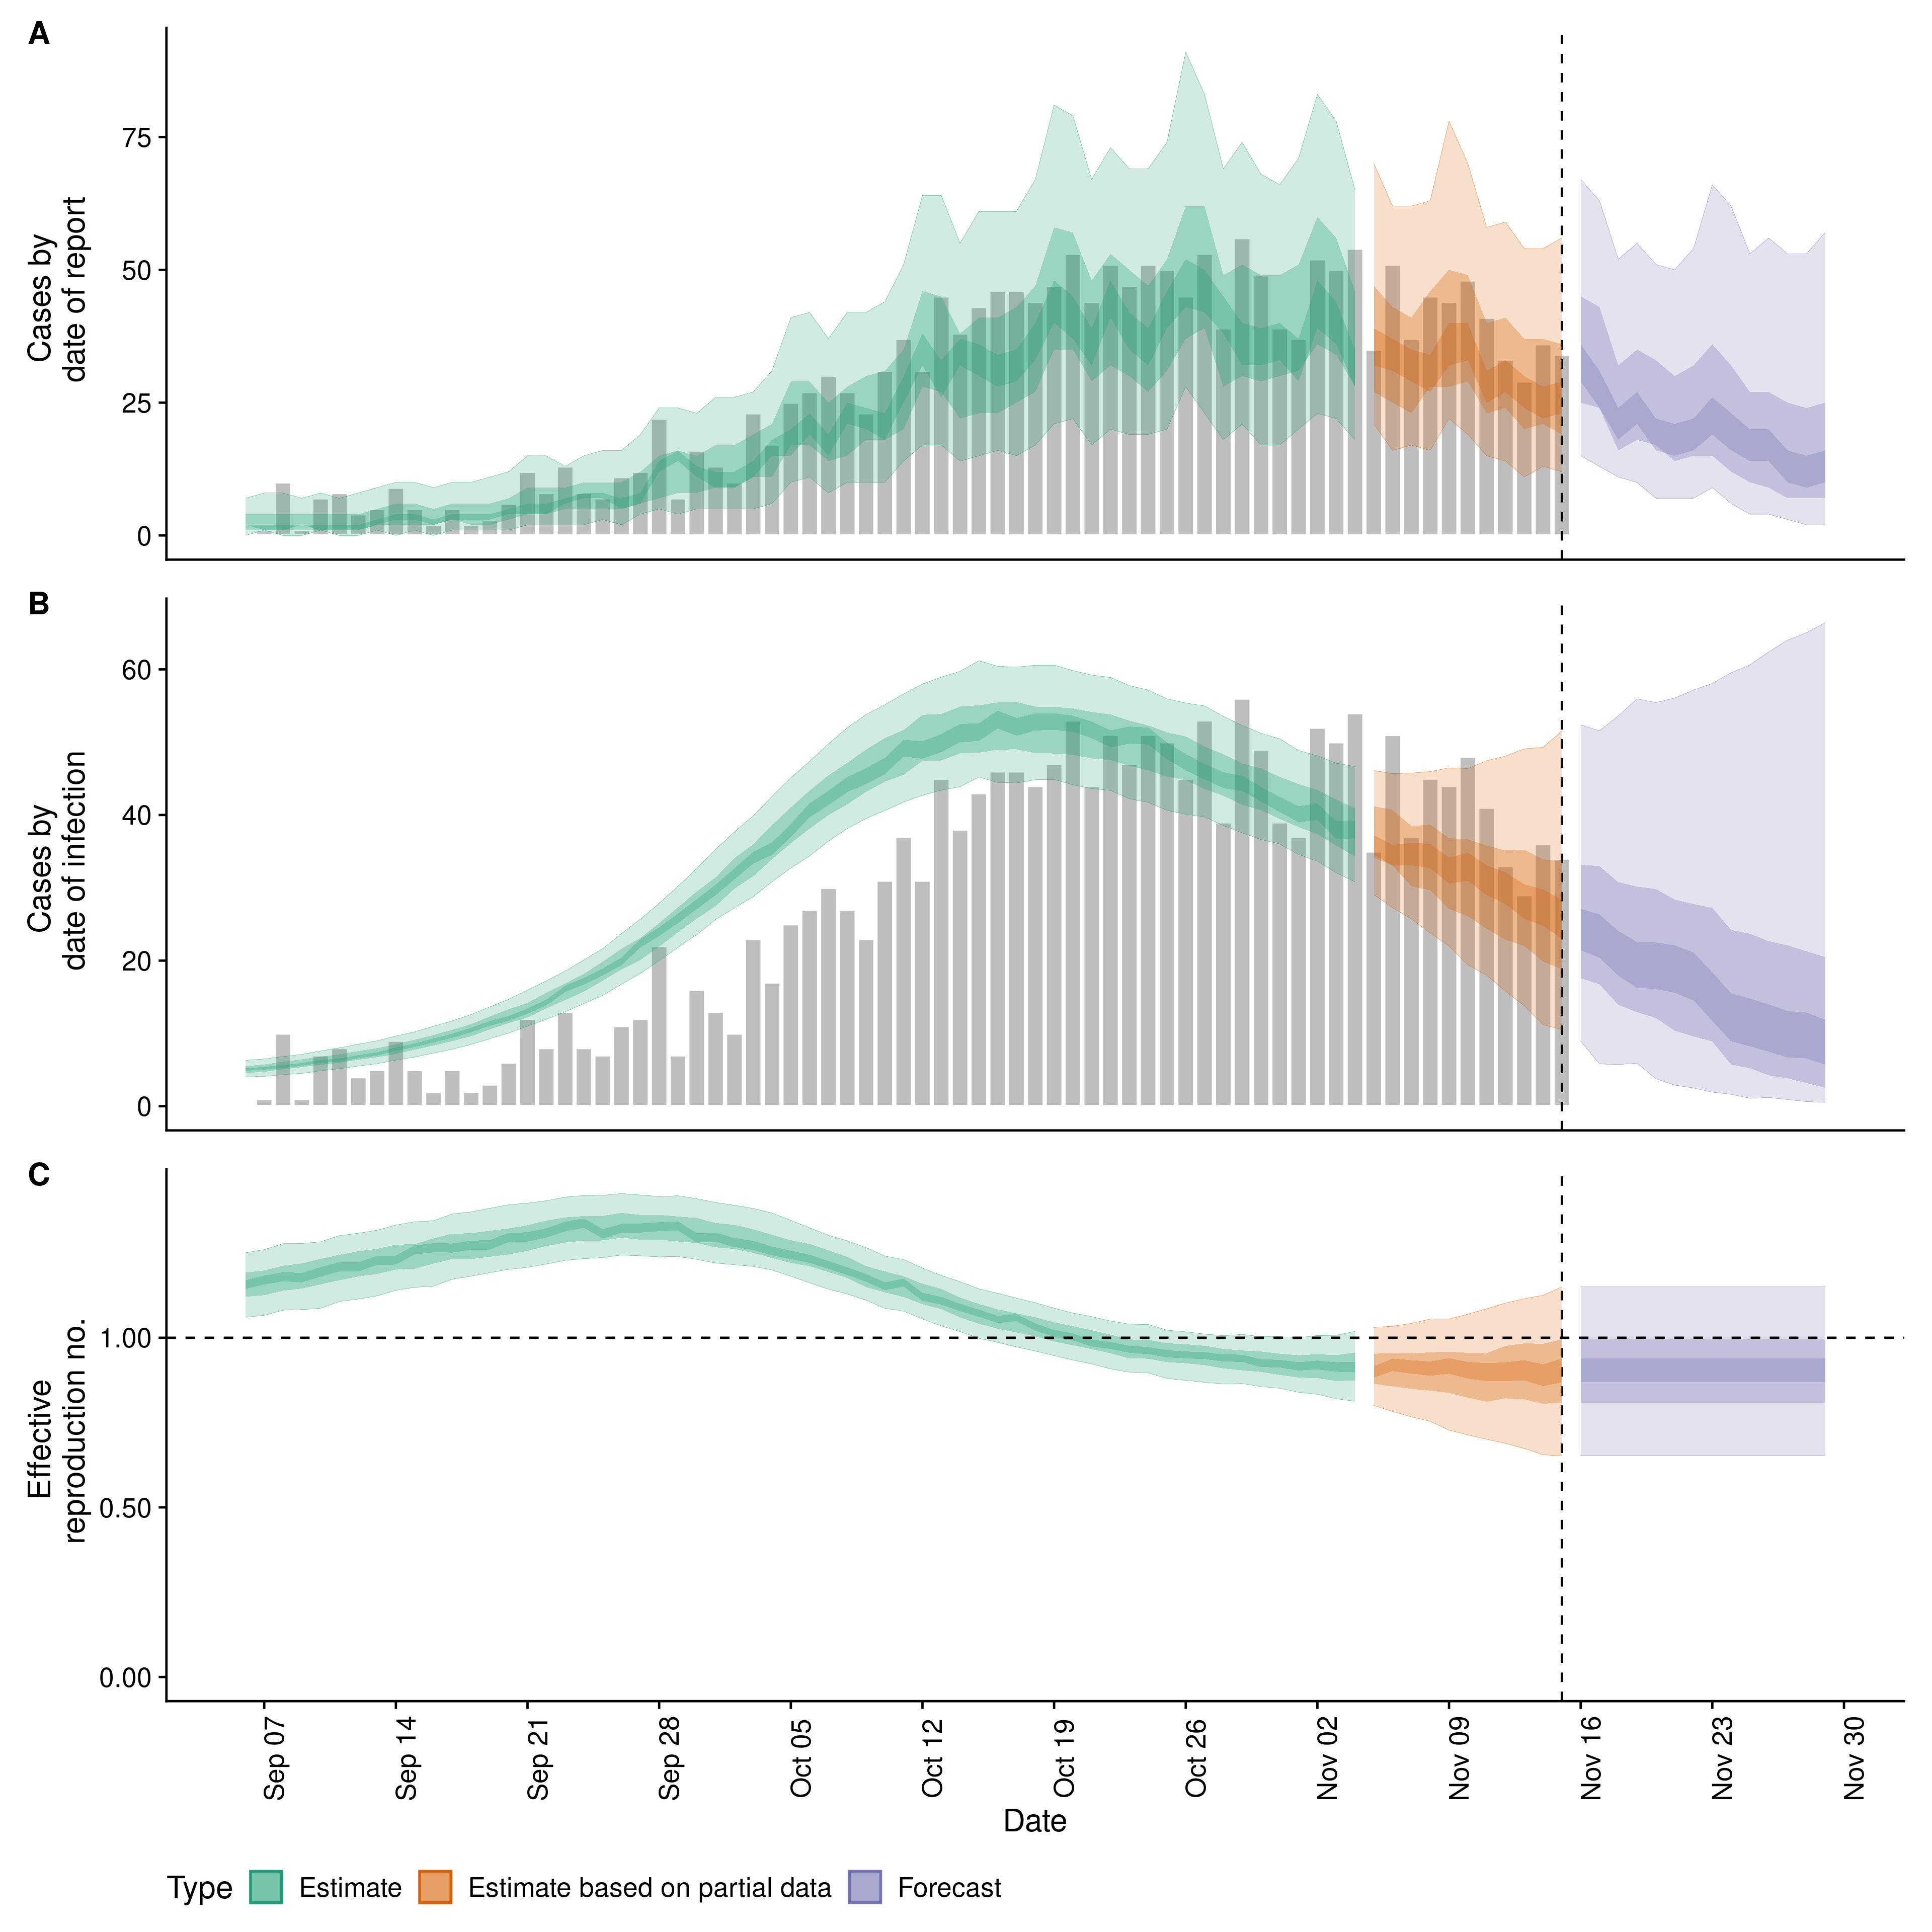 A
Cases by
date of report
75
50
25
0
B
Cases by
date of infection
60
40
20
0
C
Effective
reproduction no.
1.00
0.50
0.00
Sep 07
Sep 14
Sep 21
Sep 28
Oct 05
Oct 12
Oct 19
Oct 26
Nov 02
Nov 09
Nov 16
Nov 23
Nov 30
Date
Type Estimate Estimate based on partial data Forecast